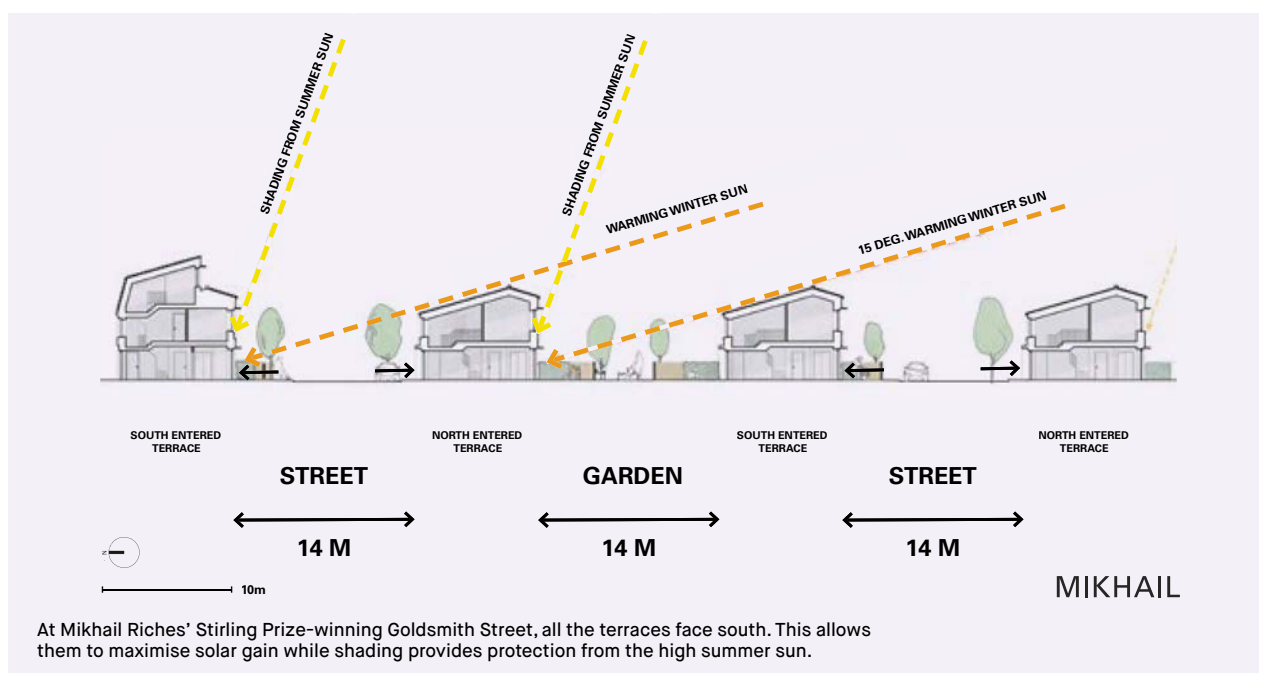 SHADING FROM SUMMER SUN
SHADING FROM SUMMER SUN
WARMING WINTER SUN
15 DEG. WARMING WINTER SUN
SOUTH ENTERED
TERRACE
NORTH ENTERED
TERRACE
SOUTH ENTERED
TERRACE
NORTH ENTERED
TERRACE
STREET
GARDEN
STREET
14 M
14 M
14 M
N
10m
MIKHAIL
At Mikhail Riches’ Stirling Prize-winning Goldsmith Street, all the terraces face south. This allows
them to maximise solar gain while shading provides protection from the high summer sun.